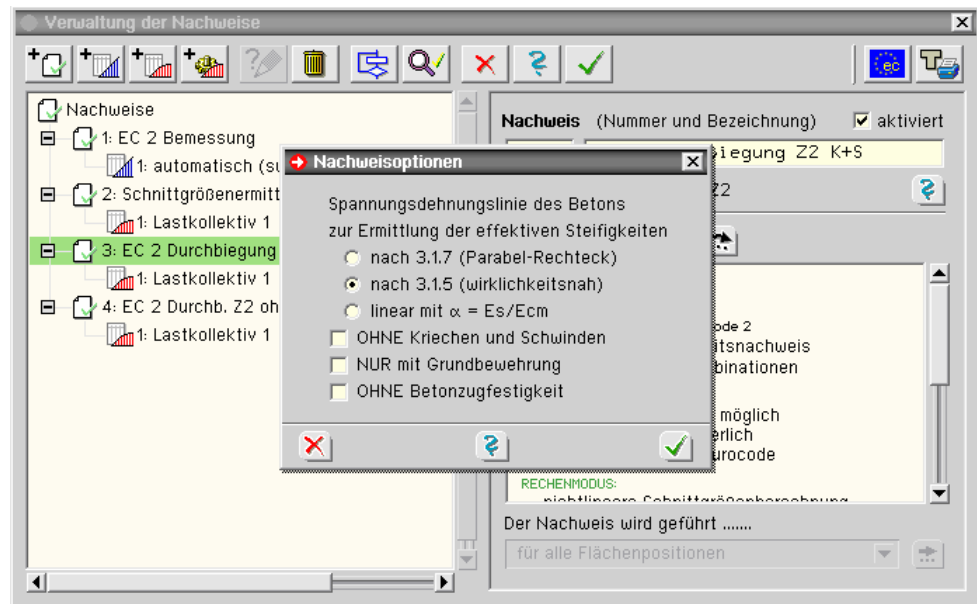 Verwaltung der Nachweise
Nachweise
1: EC 2 Bemessung
1: automatisch
2: Schnittgrößenermitt
1: Lastkollektiv 1
3: EC 2 Durchbiegung
1: Lastkollektiv 1
4: EC 2 Durchb. Z2 oh
1: Lastkollektiv 1
Nachweisoptionen
Spannungsdehnungslinie des Betons
zur Ermittlung der effektiven Steifigkeiten
nach 3.1.7 (Parabel-Rechteck)
nach 3.1.5 (wirklichkeitsnah)
linear mit α = Es/Ecm
OHNE Kriechen und Schwinden
NUR mit Grundbewehrung
OHNE Betonzugfestigkeit
Nachweis (Nummer und Bezeichnung) aktiviert
iegung Z2 K+S
Z2
ode 2
itsnachweis
binationen
möglich
erlich
urocode
RECHENMODUS:
nichtlineare Schnittgrößenberechnung
Der Nachweis wird geführt .......
für alle Flächenpositionen
ec